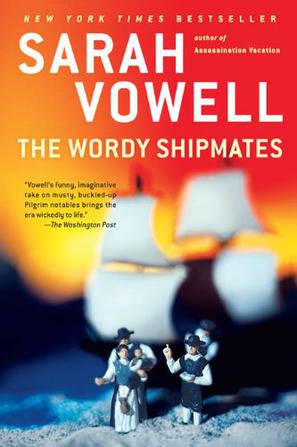 NEW YORK TIMES BESTSELLER
SARAH
author of
Assassination Vacation
VOWELL
THE WORDY SHIPMATES
"Vowell's funny, imaginative
take on musty, buckled-up
Pilgrim notables brings the
era wickedly to life."
—The Washington Post